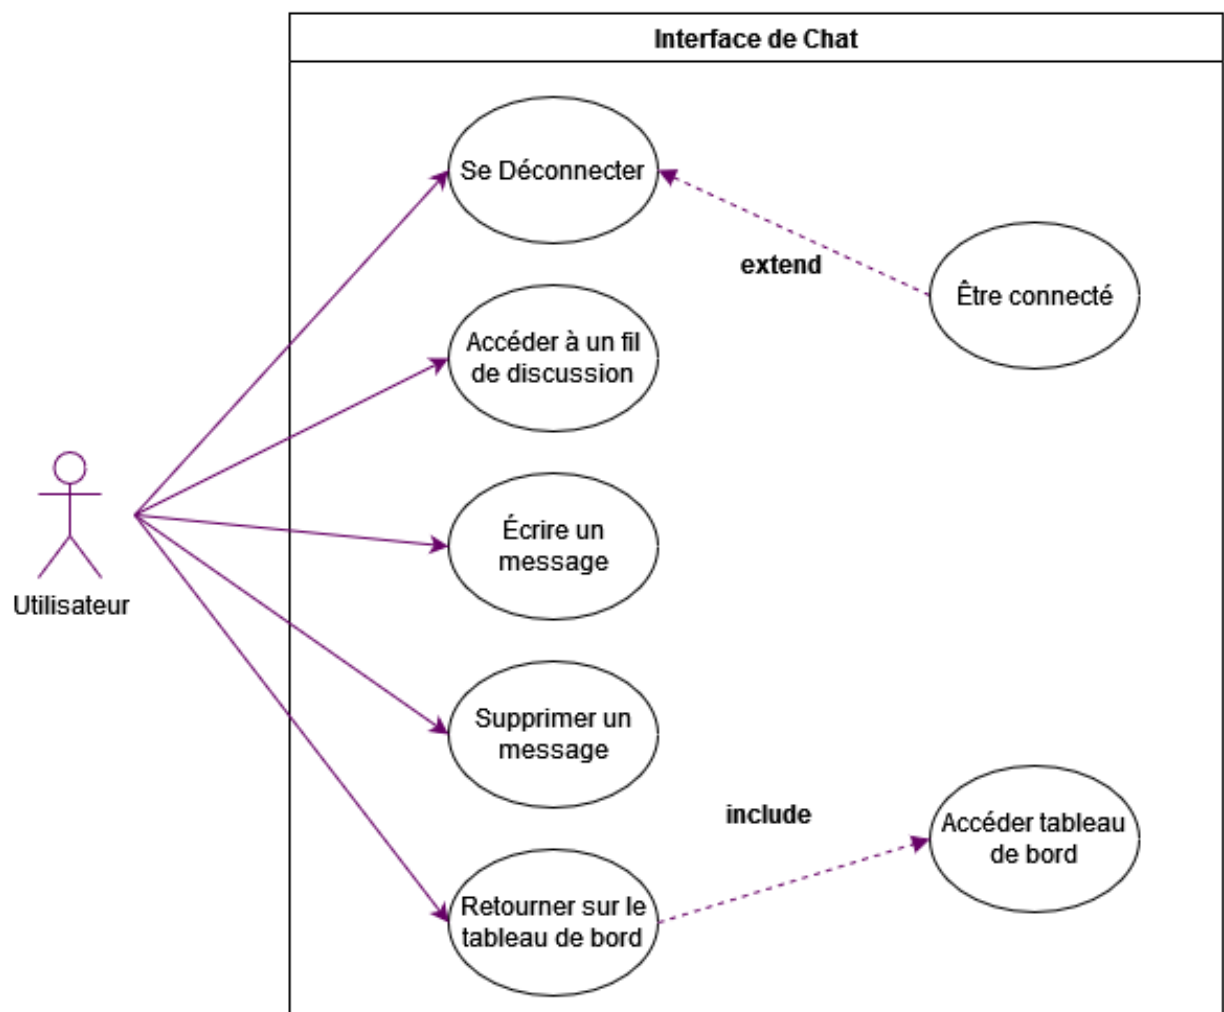 Interface de Chat
Se Déconnecter
extend
Être connecté
Accéder à un fil
de discussion
Écrire un
message
Utilisateur
Supprimer un
message
include
Accéder tableau
de bord
Retourner sur le
tableau de bord